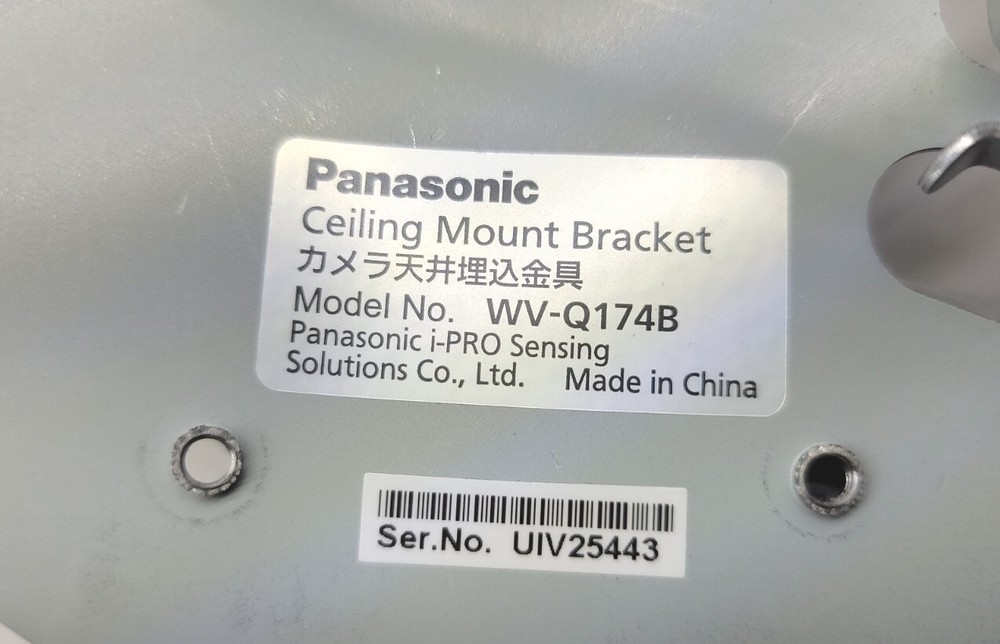 Panasonic
Ceiling Mount Bracket
カメラ天井埋込金具
Model No. WV-Q174B
Panasonic i-PRO Sensing
Solutions Co., Ltd. Made in China
Ser.No. UIV25443